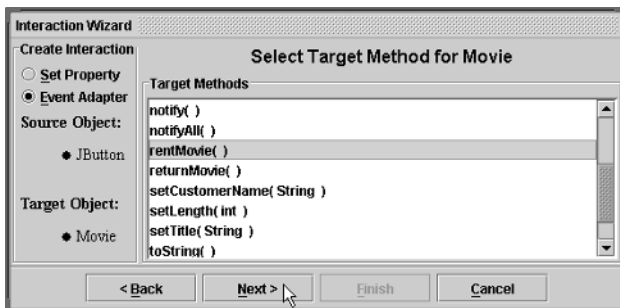 Interaction Wizard
Create Interaction
Set Property
Event Adapter
Source Object:
JButton
Target Object:
Movie
Select Target Method for Movie
Target Methods
notify( )
notifyAll( )
rentMovie( )
returnMovie( )
setCustomerName( String )
setLength( int )
setTitle( String )
toString( )
< Back
Next >
Finish
Cancel